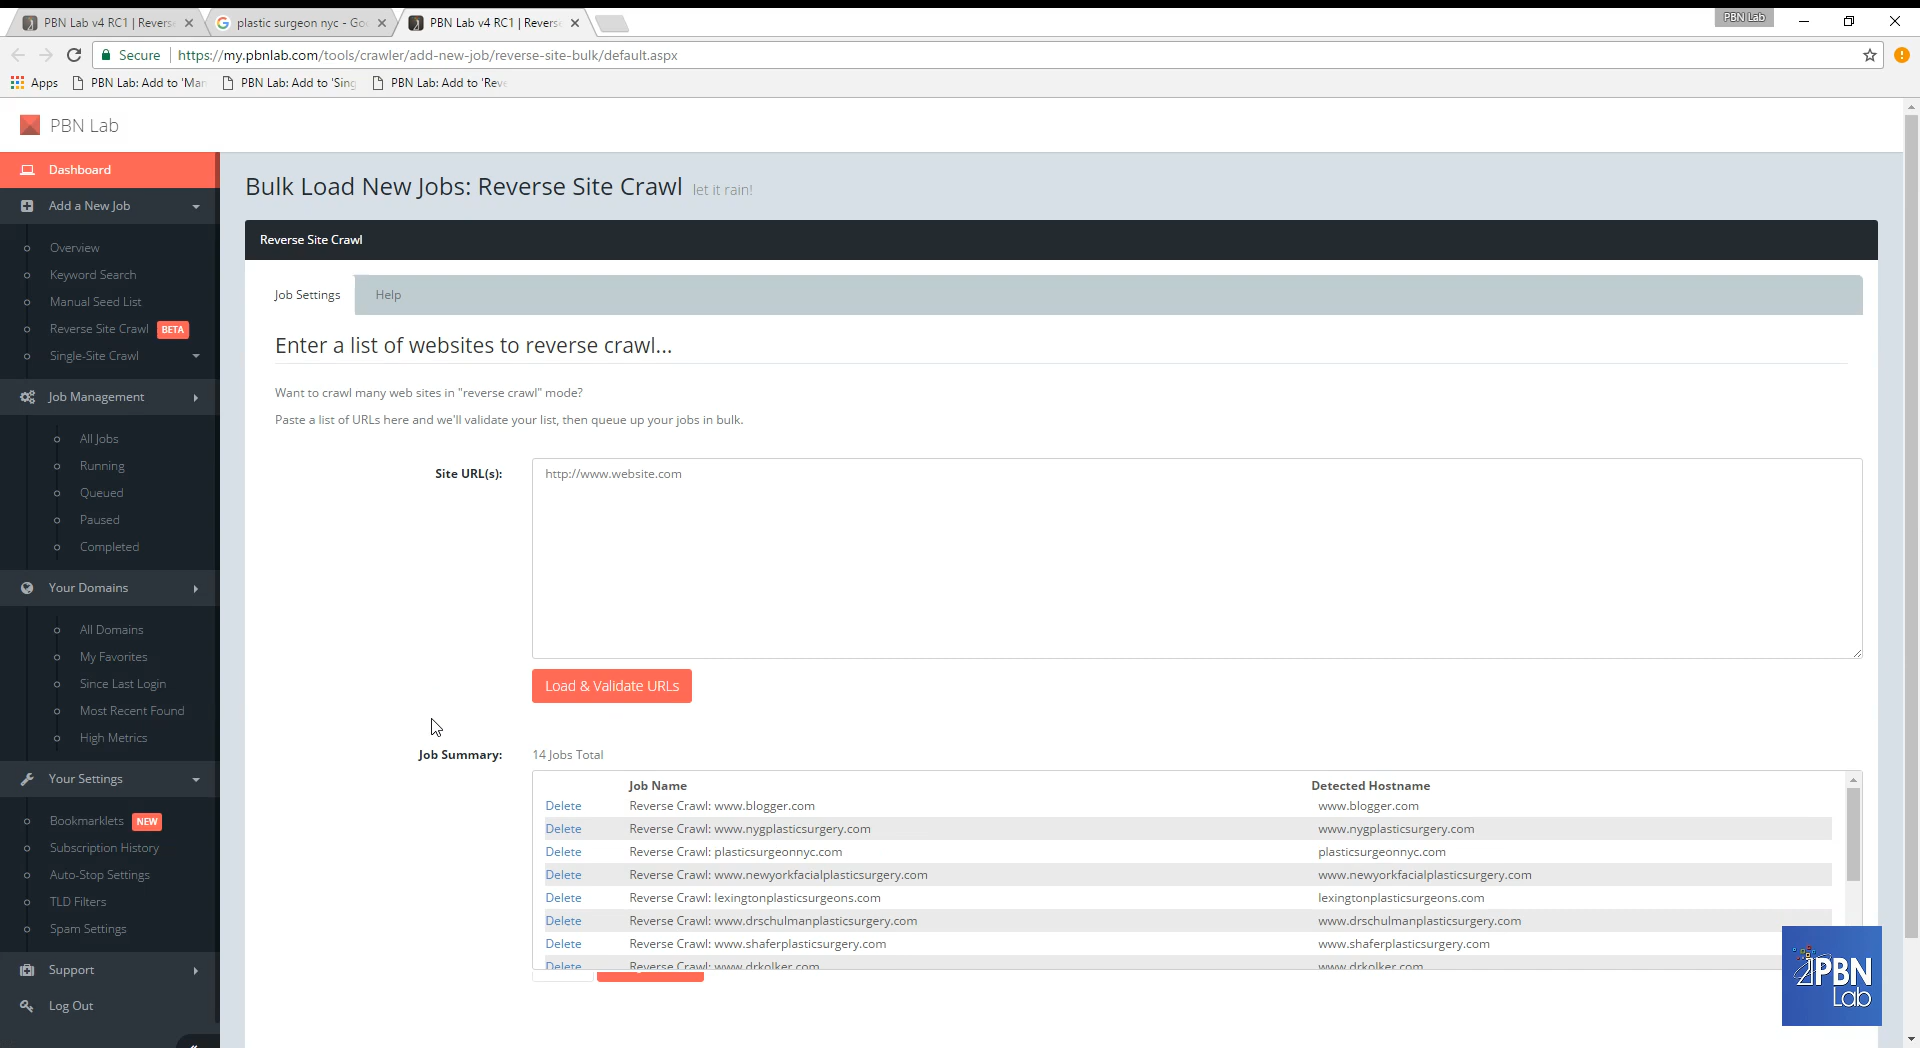 PBN Lab v4 RC1 | Reverse
plastic surgeon nyc - Goo
PBN Lab v4 RC1 | Reverse
PBN Lab
Secure
https://my.pbnlab.com/tools/crawler/add-new-job/reverse-site-bulk/default.aspx
Apps
PBN Lab: Add to 'Man
PBN Lab: Add to 'Sing
PBN Lab: Add to 'Reve
PBN Lab
Dashboard
Add a New Job
Overview
Keyword Search
Manual Seed List
Reverse Site Crawl BETA
Single-Site Crawl
Job Management
All Jobs
Running
Queued
Paused
Completed
Your Domains
All Domains
My Favorites
Since Last Login
Most Recent Found
High Metrics
Your Settings
Bookmarklets NEW
Subscription History
Auto-Stop Settings
TLD Filters
Spam Settings
Support
Log Out
Bulk Load New Jobs: Reverse Site Crawl let it rain!
Reverse Site Crawl
Job Settings
Help
Enter a list of websites to reverse crawl...
Want to crawl many web sites in "reverse crawl" mode?
Paste a list of URLs here and we'll validate your list, then queue up your jobs in bulk.
Site URL(s):
http://www.website.com
Load & Validate URLs
Job Summary:
14 Jobs Total
Job Name Detected Hostname
Delete Reverse Crawl: www.blogger.com www.blogger.com
Delete Reverse Crawl: www.nygplasticsurgery.com www.nygplasticsurgery.com
Delete Reverse Crawl: plasticsurgeonnyc.com plasticsurgeonnyc.com
Delete Reverse Crawl: www.newyorkfacialplasticsurgery.com www.newyorkfacialplasticsurgery.com
Delete Reverse Crawl: lexingtonplasticsurgeons.com lexingtonplasticsurgeons.com
Delete Reverse Crawl: www.drschulmanplasticsurgery.com www.drschulmanplasticsurgery.com
Delete Reverse Crawl: www.shaferplasticsurgery.com www.shaferplasticsurgery.com
Delete Reverse Crawl: www.drkolker.com www.drkolker.com
PBN
Lab